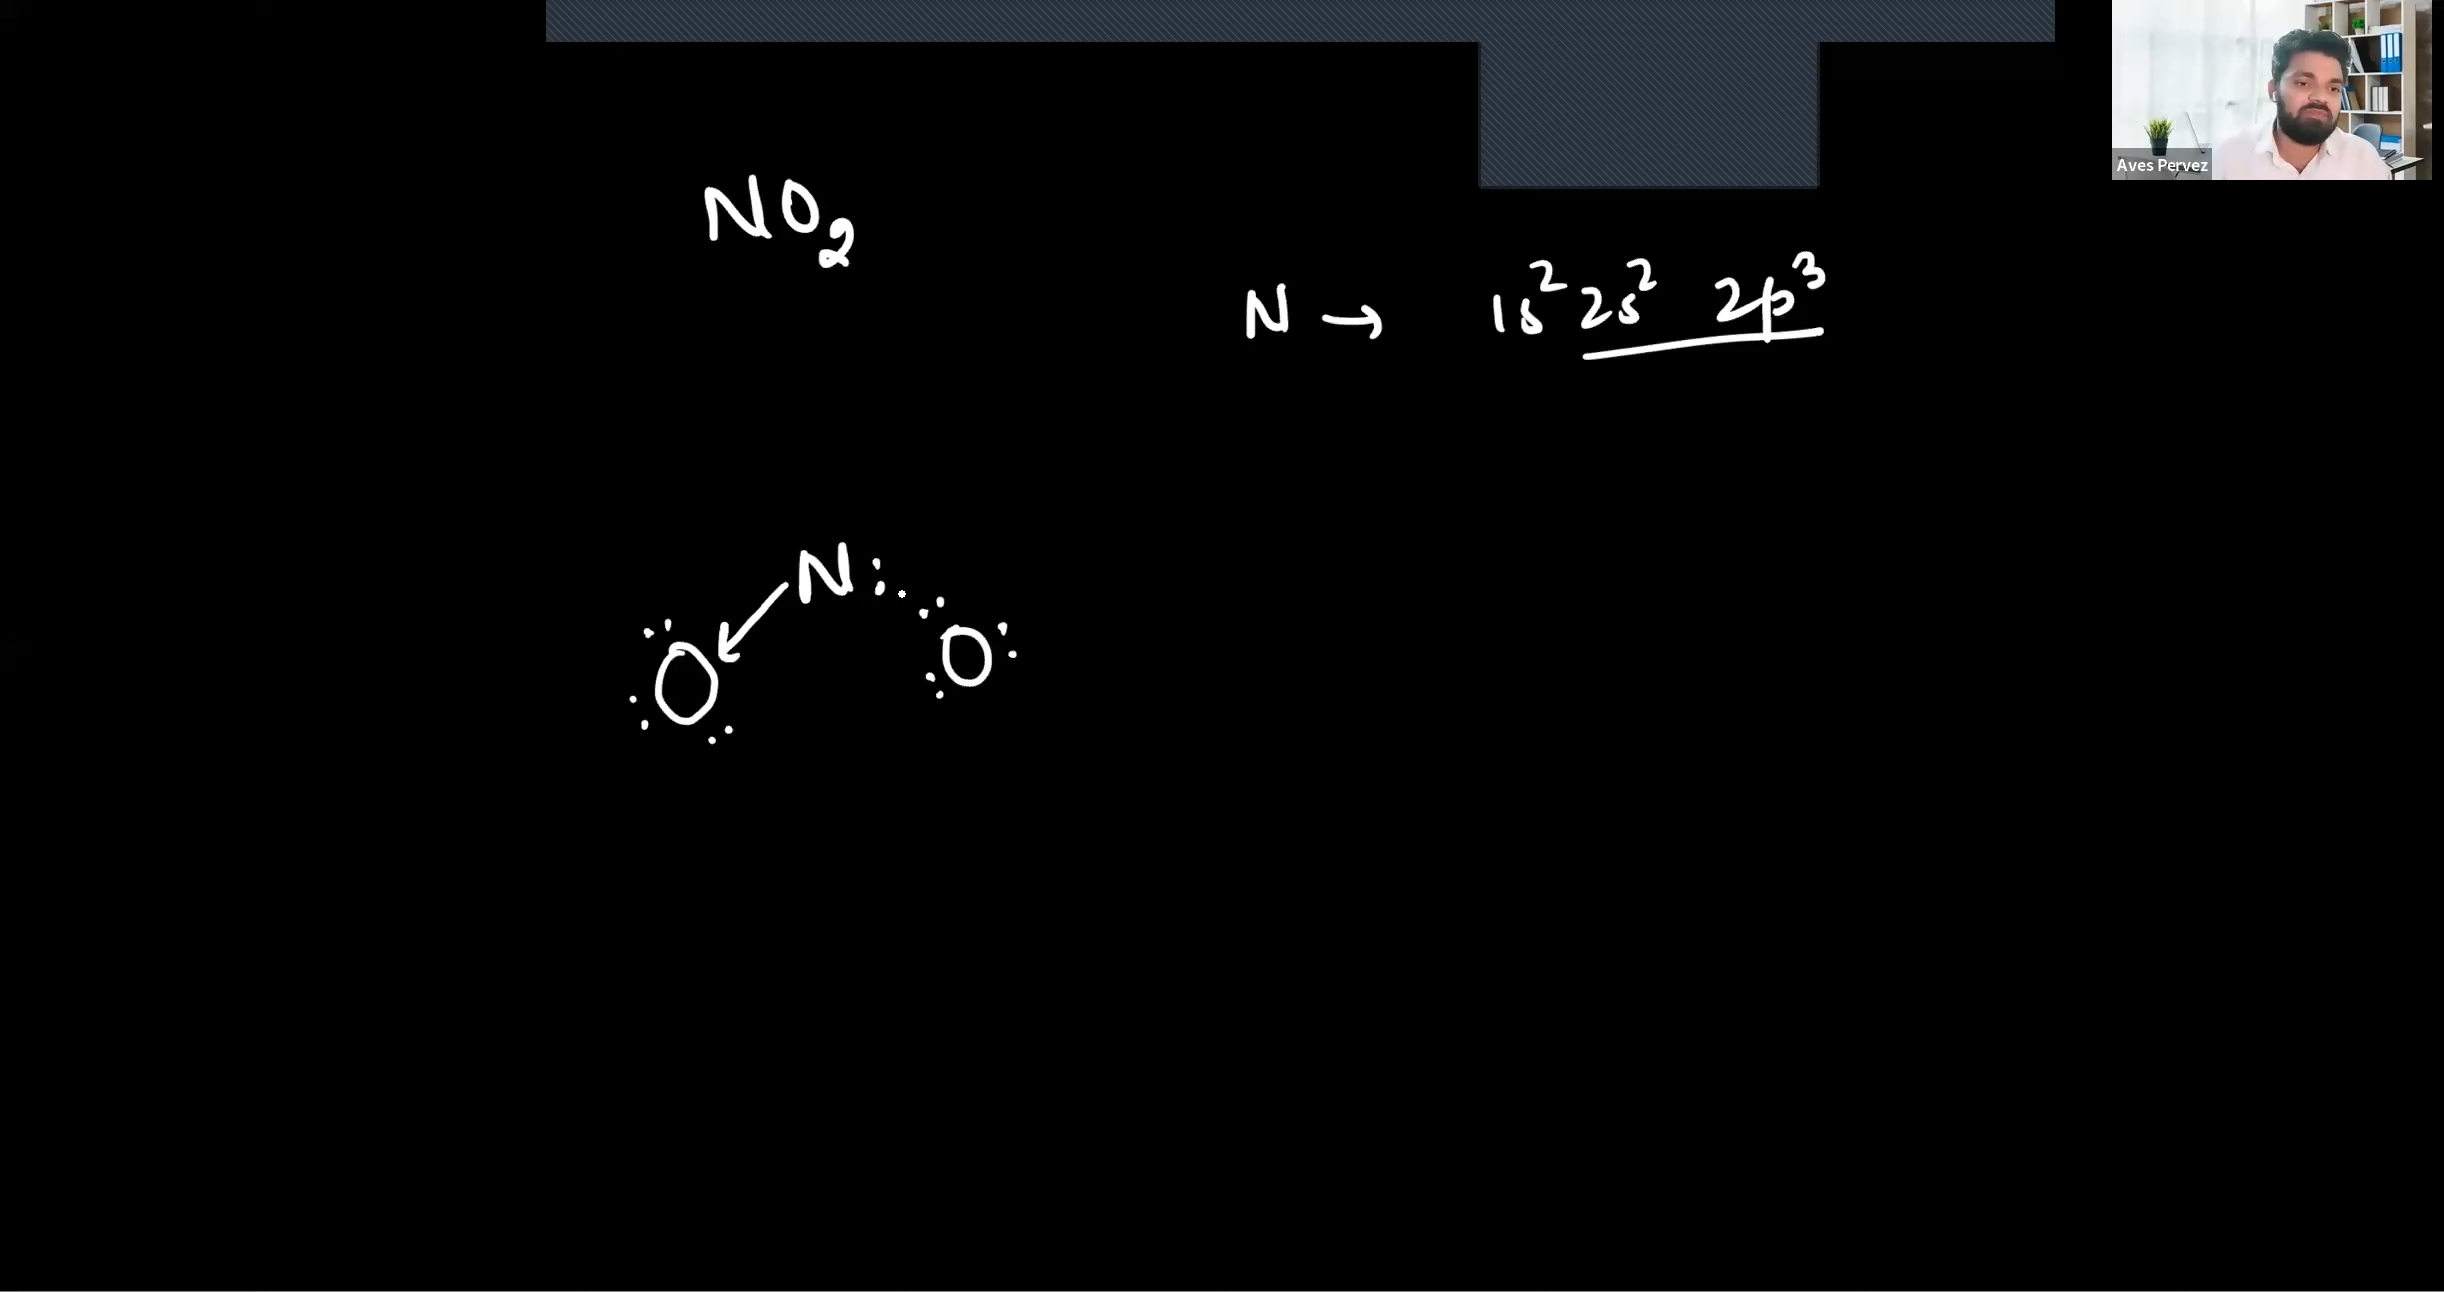 Aves Pervez
NO₂
N → 1s² 2s² 2p³
N:
O O